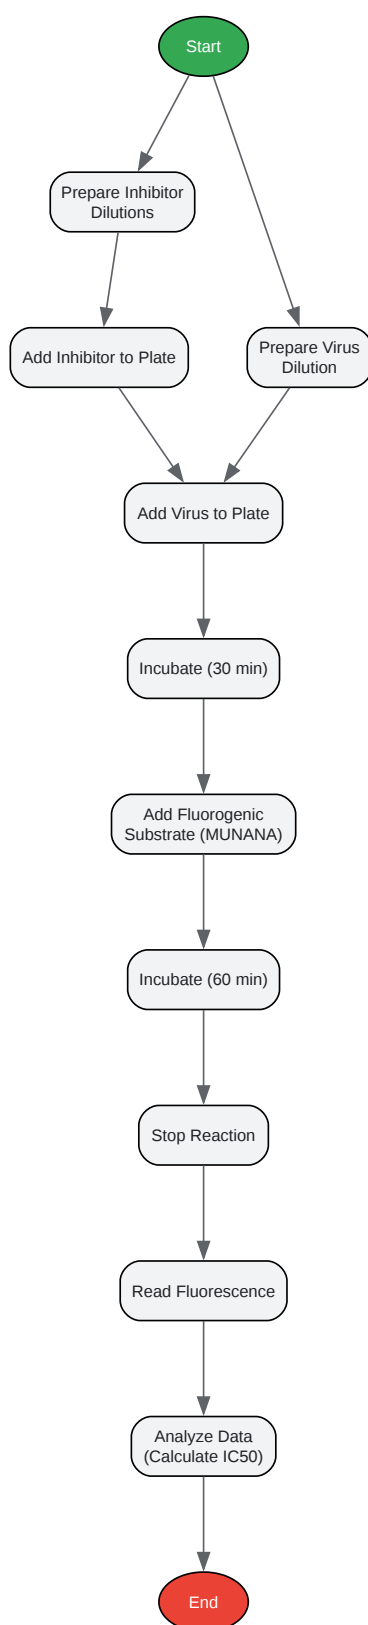 Start
Prepare Inhibitor
Dilutions
Add Inhibitor to Plate
Prepare Virus
Dilution
Add Virus to Plate
Incubate (30 min)
Add Fluorogenic
Substrate (MUNANA)
Incubate (60 min)
Stop Reaction
Read Fluorescence
Analyze Data
(Calculate IC50)
End